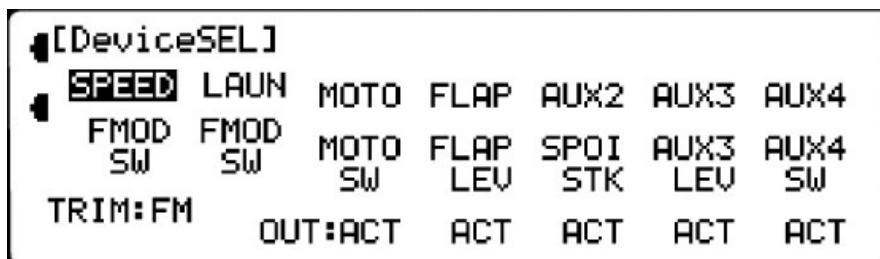 [DeviceSEL]
SPEED LAUN MOTO FLAP AUX2 AUX3 AUX4
FMOD FMOD MOTO FLAP SPOI AUX3 AUX4
SW SW SW LEV STK LEV SW
TRIM:FM
OUT:ACT ACT ACT ACT ACT